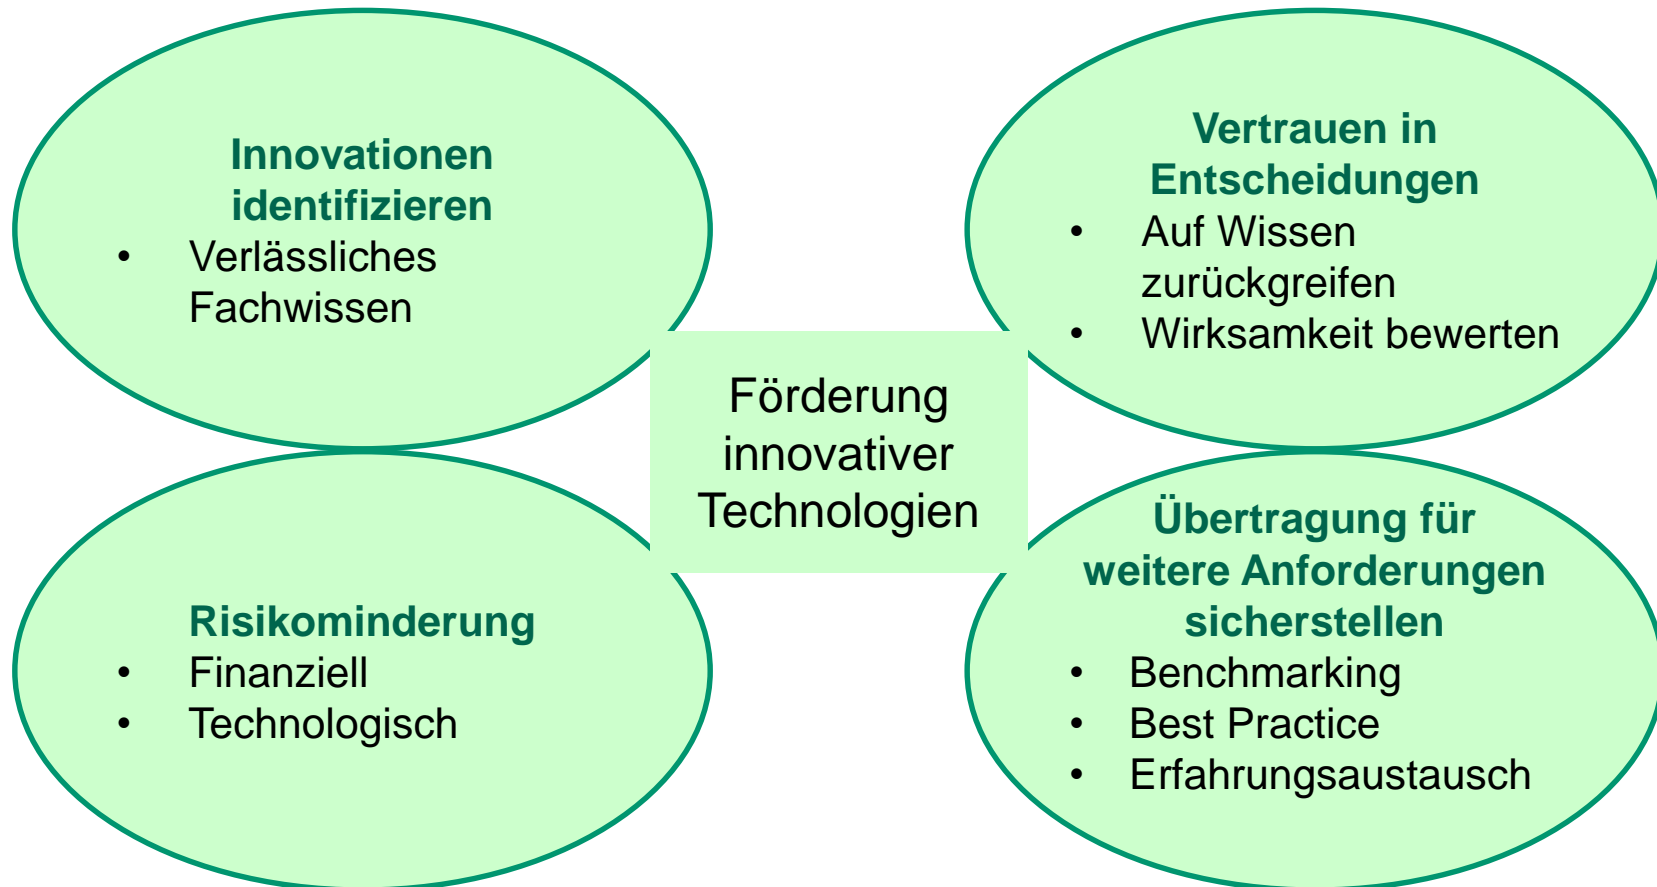 Innovationen
identifizieren
• Verlässliches
Fachwissen
Vertrauen in
Entscheidungen
• Auf Wissen
zurückgreifen
• Wirksamkeit bewerten
Förderung
innovativer
Technologien
Risikominderung
• Finanziell
• Technologisch
Übertragung für
weitere Anforderungen
sicherstellen
• Benchmarking
• Best Practice
• Erfahrungsaustausch